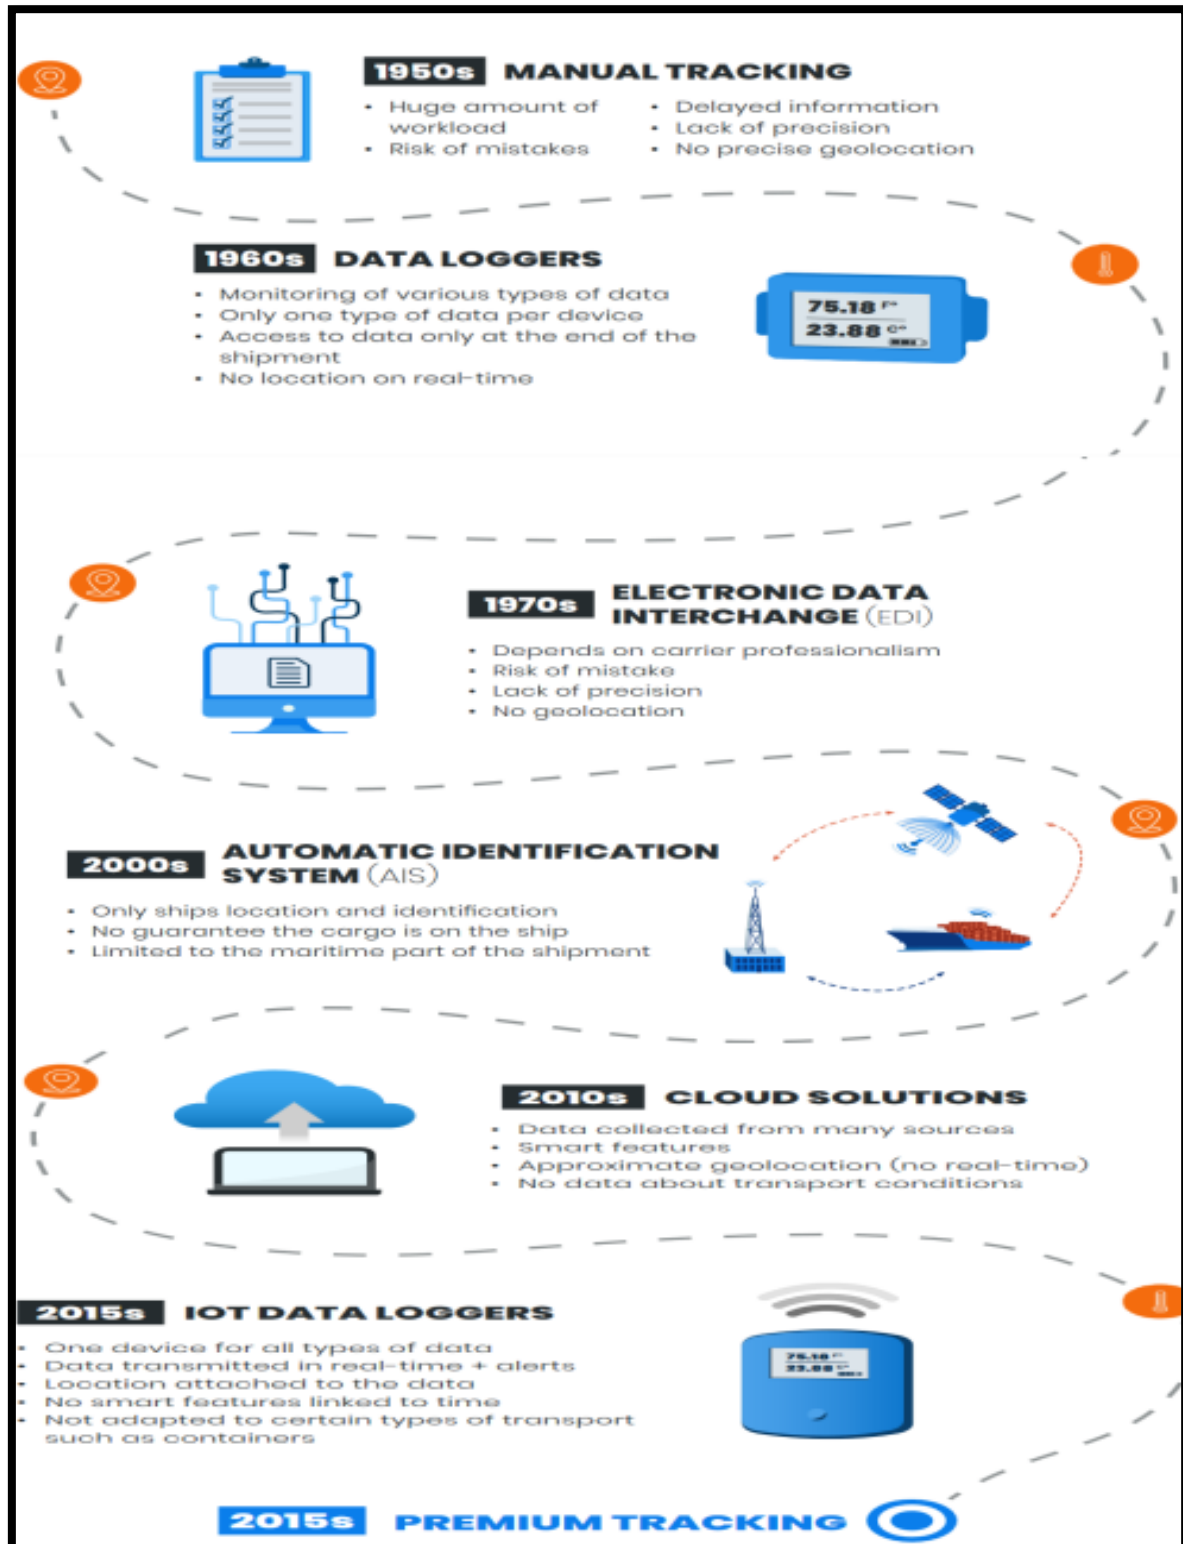 1950s MANUAL TRACKING
• Huge amount of
workload
• Risk of mistakes
• Delayed information
• Lack of precision
• No precise geolocation
1960s DATA LOGGERS
• Monitoring of various types of data
• Only one type of data per device
• Access to data only at the end of the
shipment
• No location on real-time
75.18 F°
23.88 C°
1970s ELECTRONIC DATA
INTERCHANGE (EDI)
• Depends on carrier professionalism
• Risk of mistake
• Lack of precision
• No geolocation
2000s AUTOMATIC IDENTIFICATION
SYSTEM (AIS)
• Only ships location and identification
• No guarantee the cargo is on the ship
• Limited to the maritime part of the shipment
2010s CLOUD SOLUTIONS
• Data collected from many sources
• Smart features
• Approximate geolocation (no real-time)
• No data about transport conditions
2015s IOT DATA LOGGERS
• One device for all types of data
• Data transmitted in real-time + alerts
• Location attached to the data
• No smart features linked to time
• Not adapted to certain types of transport
such as containers
75.18 F°
23.88 C°
2015s PREMIUM TRACKING